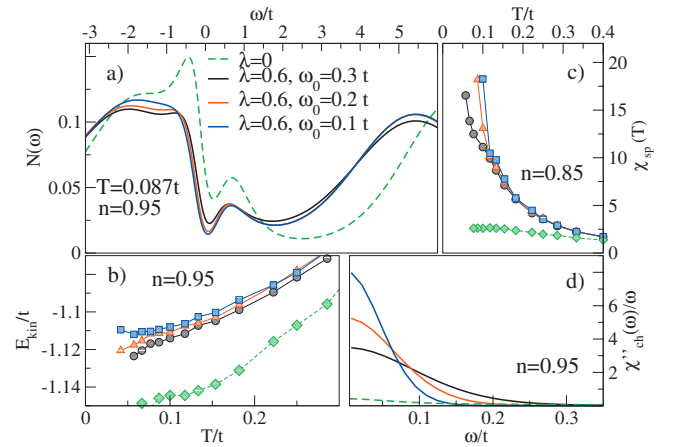 -3 -2 -1 0 1 2 3 4 5
ω/t
T/t
0 0.1 0.2 0.3 0.4
a)
λ=0
λ=0.6, ω₀=0.3 t
λ=0.6, ω₀=0.2 t
λ=0.6, ω₀=0.1 t
T=0.087t
n=0.95
N(ω)
0.1
0.05
0
c)
n=0.85
20
15
10
5
0
χ_sp (T)
b)
n=0.95
E_kin/t
-1.1
-1.12
-1.14
0 0.1 0.2
T/t
d)
n=0.95
6
4
2
χ''_ch(ω)/ω
0.1 0.2 0.3
ω/t